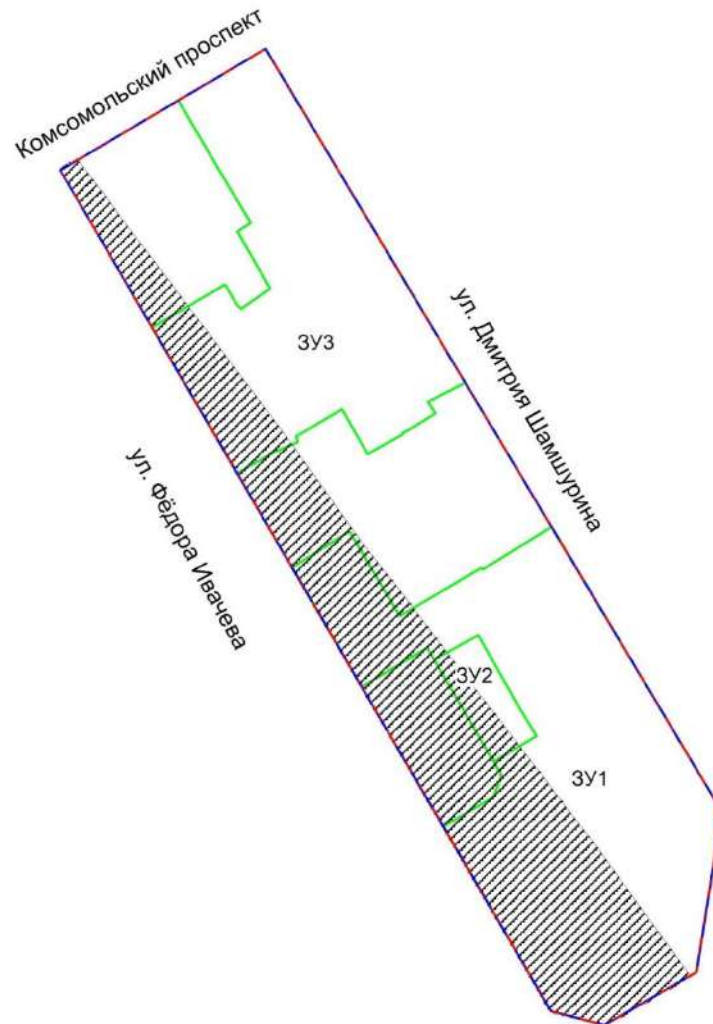 Комсомольский проспект
ЗУ3
ул. Дмитрия Шамшурина
ул. Фёдора Ивачева
ЗУ2
ЗУ1